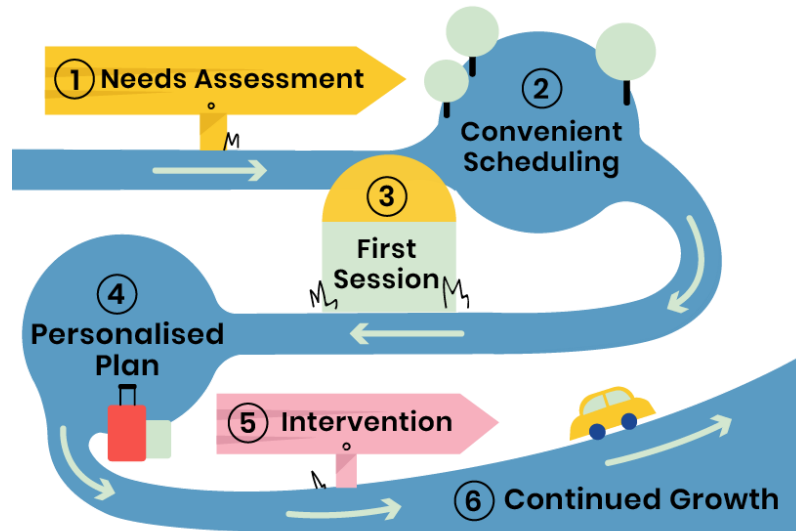 1 Needs Assessment
2
Convenient
Scheduling
3
First
Session
4
Personalised
Plan
5 Intervention
6 Continued Growth